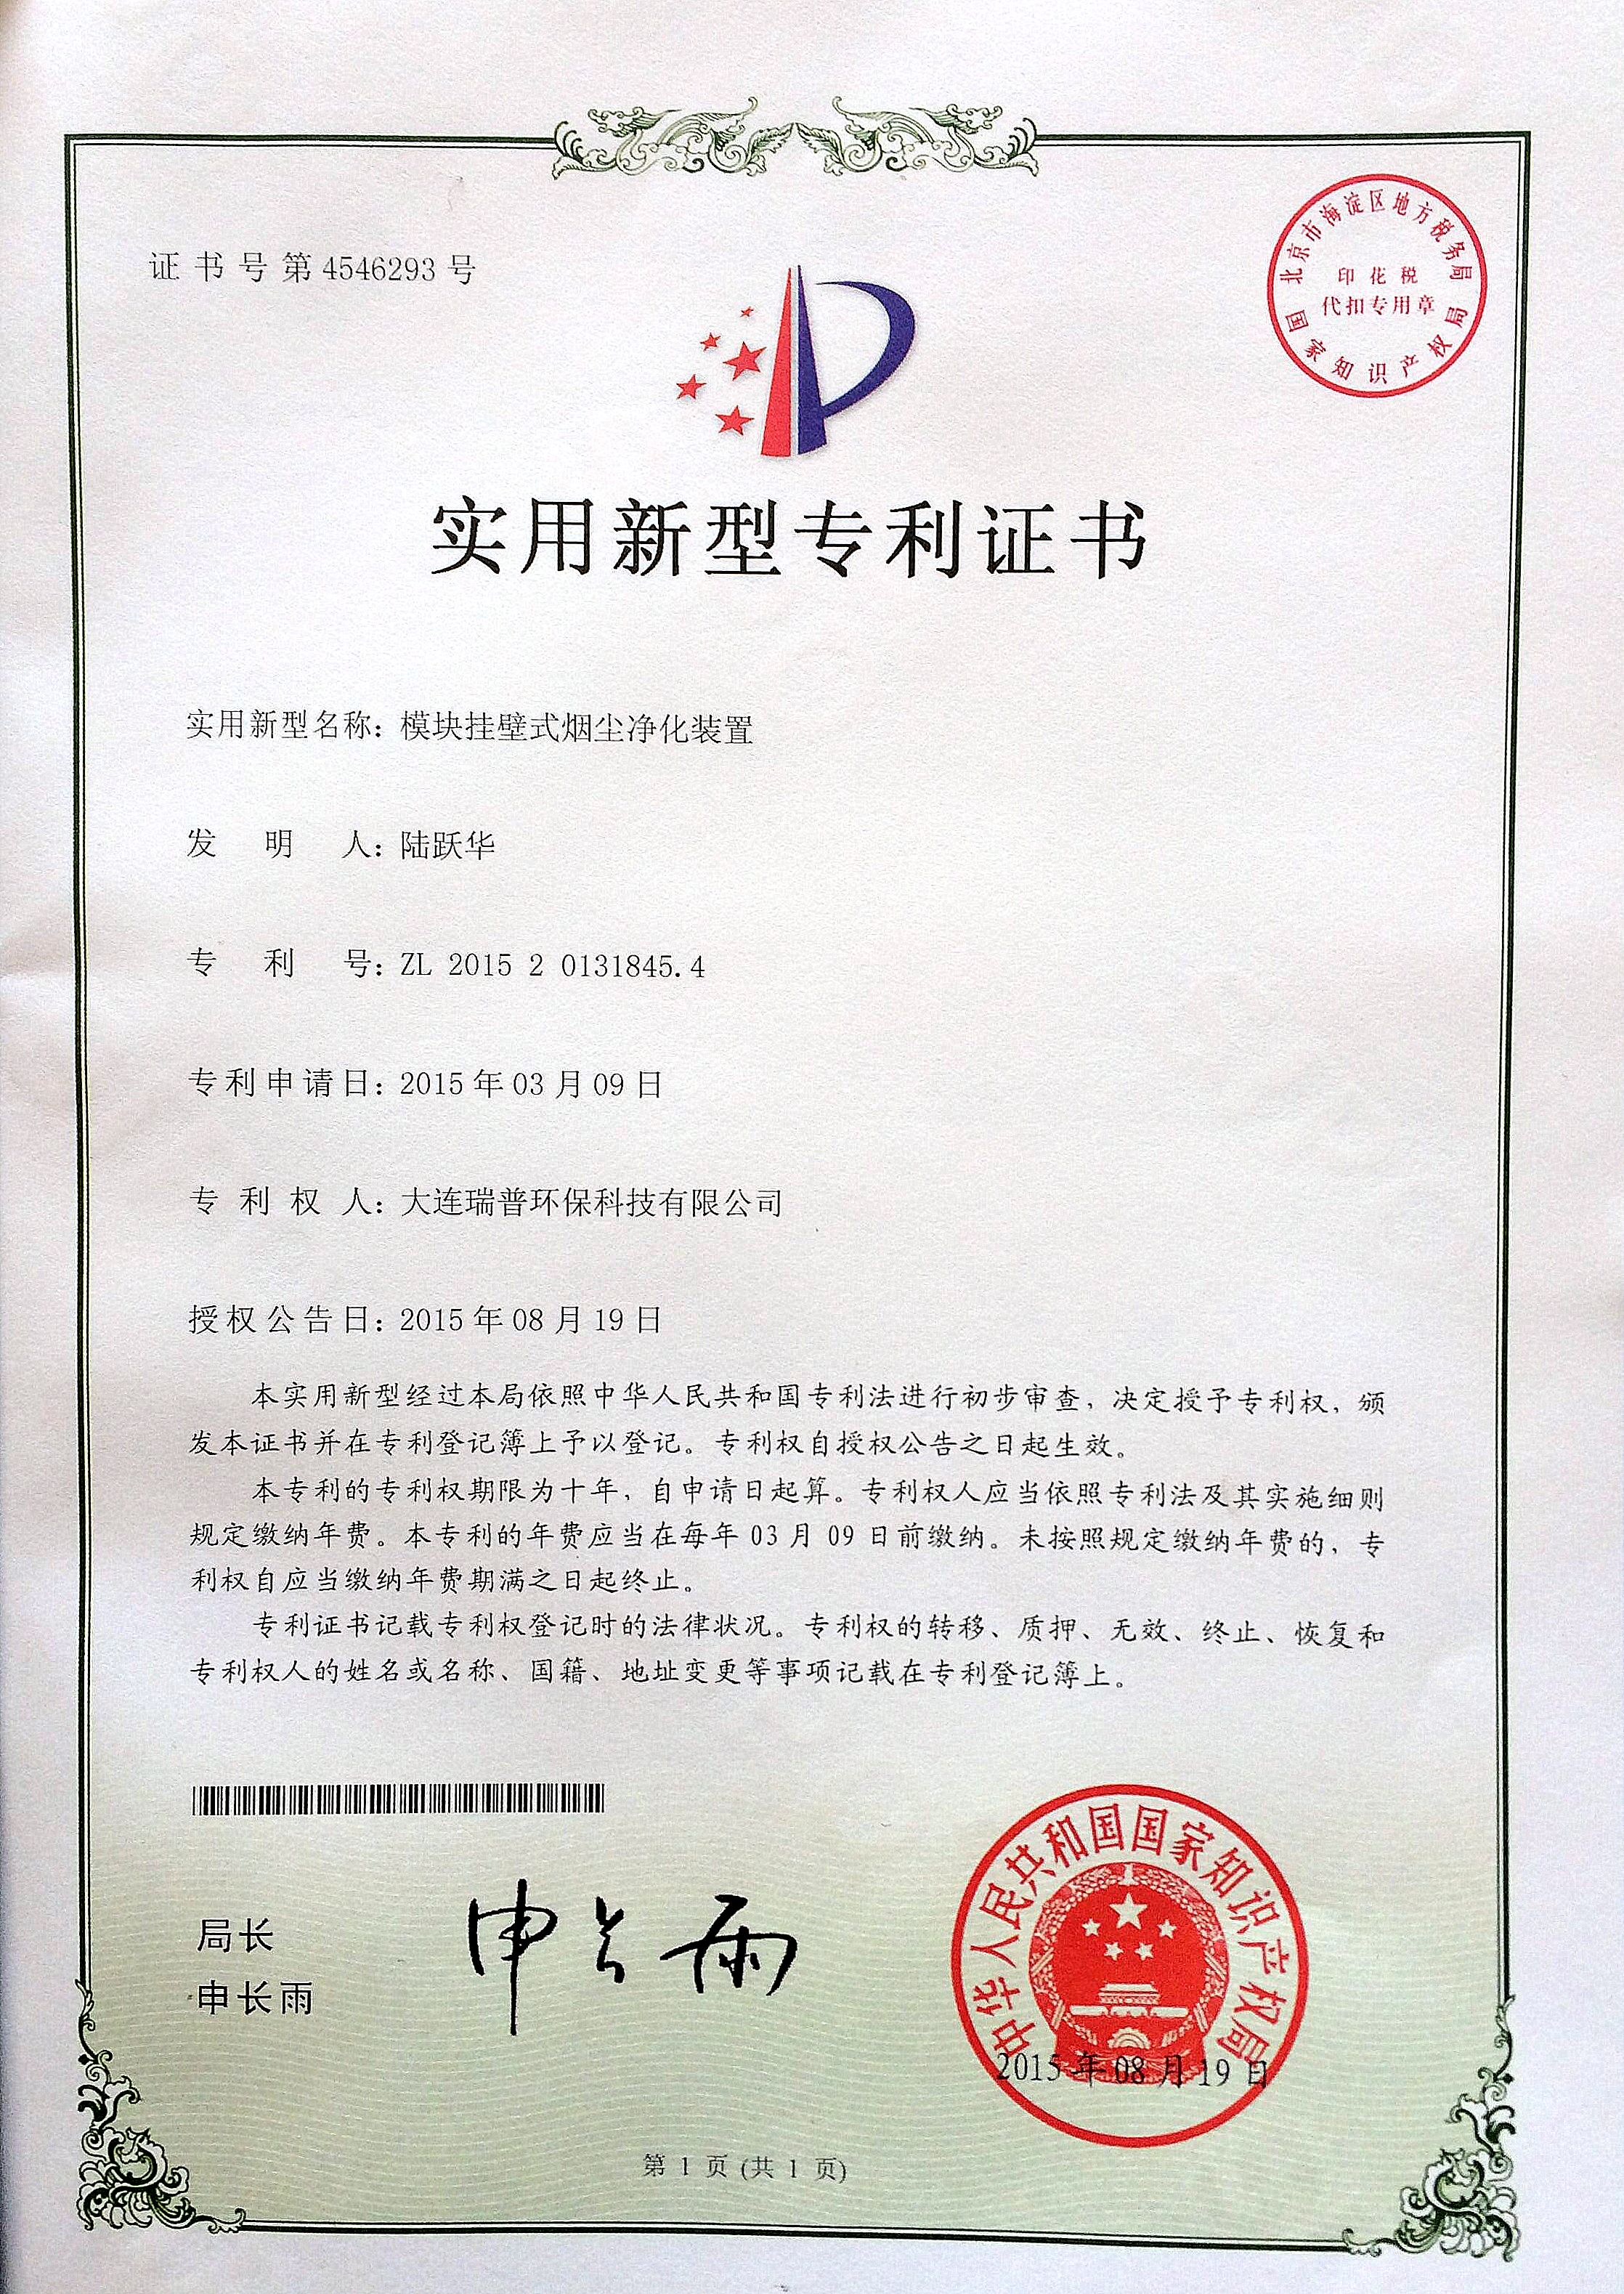 证书号第4546293号
北京市海淀区地方税务局
印花税
代扣专用章
国家知识产权局
实用新型专利证书
实用新型名称：模块挂壁式烟尘净化装置
发明人：陆跃华
专利号：ZL 2015 2 0131845.4
专利申请日：2015年03月09日
专利权人：大连瑞普环保科技有限公司
授权公告日：2015年08月19日
本实用新型经过本局依照中华人民共和国专利法进行初步审查，决定授予专利权，颁
发本证书并在专利登记簿上予以登记。专利权自授权公告之日起生效。
本专利的专利权期限为十年，自申请日起算。专利权人应当依照专利法及其实施细则
规定缴纳年费。本专利的年费应当在每年03月09日前缴纳。未按照规定缴纳年费的，专
利权自应当缴纳年费期满之日起终止。
专利证书记载专利权登记时的法律状况。专利权的转移、质押、无效、终止、恢复和
专利权人的姓名或名称、国籍、地址变更等事项记载在专利登记簿上。
局长
申长雨
申长雨
中华人民共和国国家知识产权局
2015年08月19日
第1页(共1页)